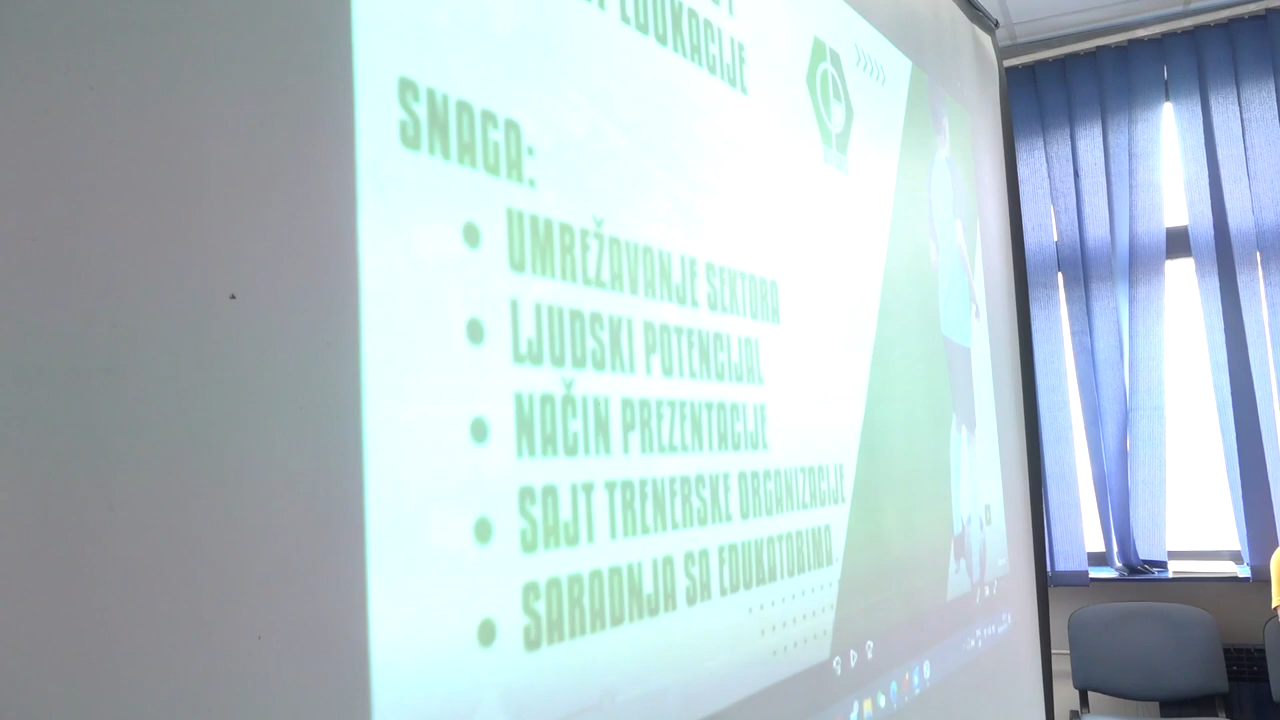 EDUKACIJE
SNAGA:
• UMREŽAVANJE SEKTORA
• LJUDSKI POTENCIJAL
• NAČIN PREZENTACIJE
• SAJT TRENERSKE ORGANIZACIJE
• SARADNJA SA EDUKATORIMA.